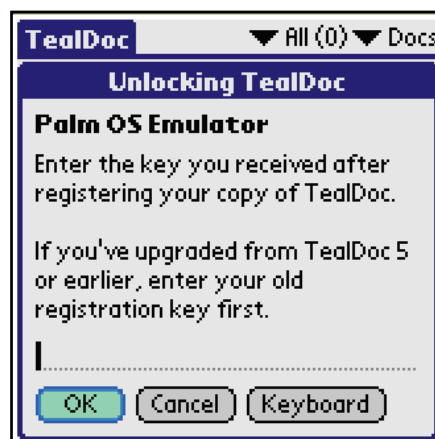 TealDoc ▼ All (0) ▼ Docs
Unlocking TealDoc
Palm OS Emulator
Enter the key you received after
registering your copy of TealDoc.
If you've upgraded from TealDoc 5
or earlier, enter your old
registration key first.
OK Cancel Keyboard